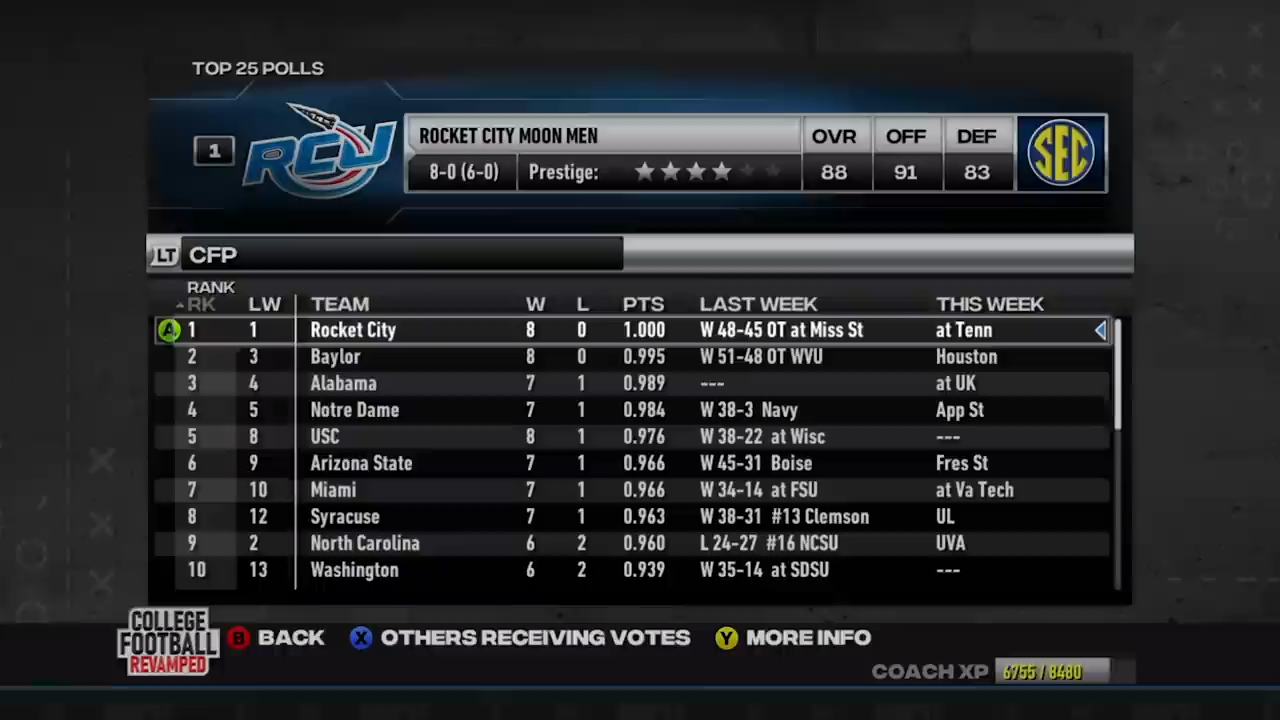 TOP 25 POLLS
1 RCU ROCKET CITY MOON MEN OVR OFF DEF SEC
8-0 (6-0) Prestige: 88 91 83
LT CFP
RANK
RK LW TEAM W L PTS LAST WEEK THIS WEEK
A 1 1 Rocket City 8 0 1.000 W 48-45 OT at Miss St at Tenn
2 3 Baylor 8 0 0.995 W 51-48 OT WVU Houston
3 4 Alabama 7 1 0.989 --- at UK
4 5 Notre Dame 7 1 0.984 W 38-3 Navy App St
5 8 USC 8 1 0.976 W 38-22 at Wisc ---
6 9 Arizona State 7 1 0.966 W 45-31 Boise Fres St
7 10 Miami 7 1 0.966 W 34-14 at FSU at Va Tech
8 12 Syracuse 7 1 0.963 W 38-31 #13 Clemson UL
9 2 North Carolina 6 2 0.960 L 24-27 #16 NCSU UVA
10 13 Washington 6 2 0.939 W 35-14 at SDSU ---
COLLEGE
FOOTBALL
REVAMPED
B BACK X OTHERS RECEIVING VOTES Y MORE INFO
COACH XP 6755 / 8480